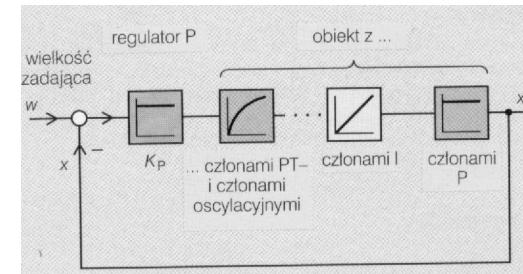 regulator P
obiekt z ...
wielkość
zadająca
w
x
x
–
K_P
... członami PT–
i członami
oscylacyjnymi
członami I
członami
P